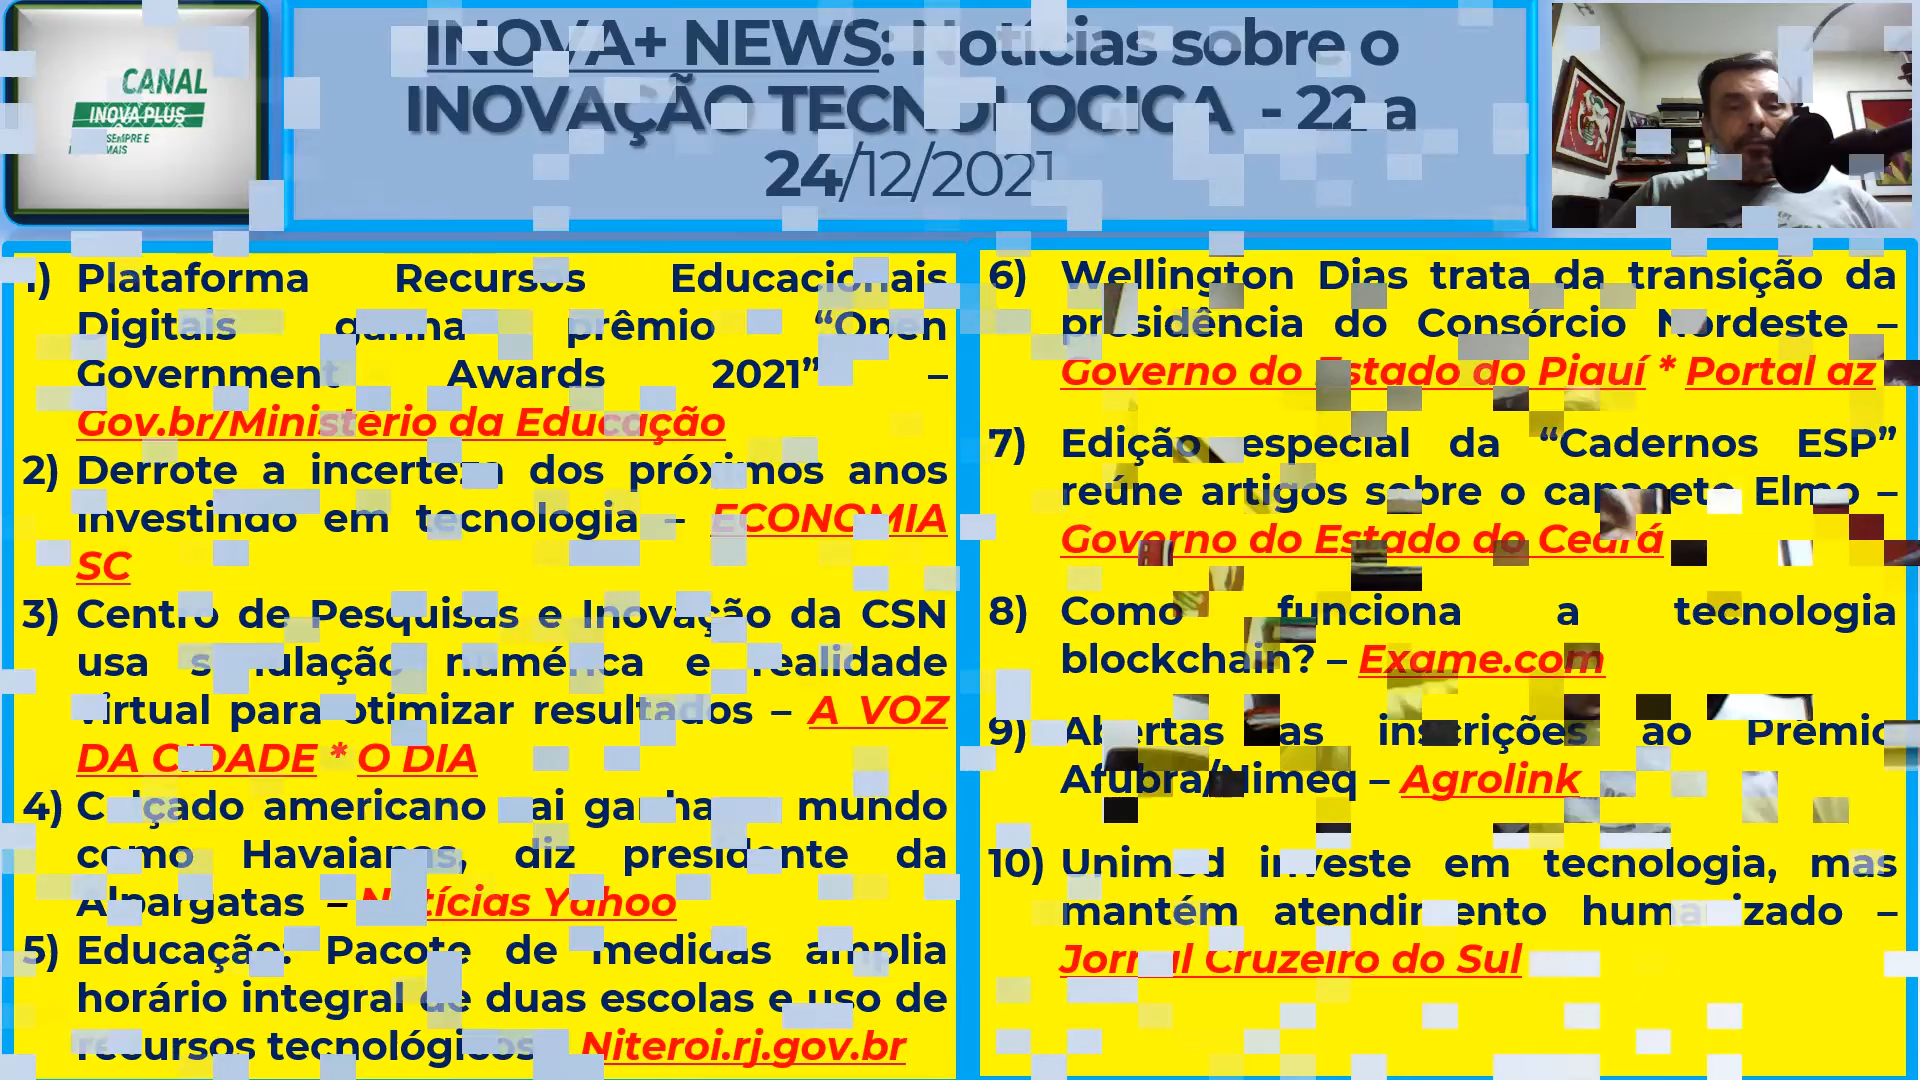 CANAL
INOVA PLUS
SEMPRE E
MAIS
INOVA+ NEWS: Notícias sobre o
INOVAÇÃO TECNOLOGICA - 22 a
24/12/2021
1) Plataforma Recursos Educacionais
Digitais ganha prêmio “Open
Government Awards 2021” –
Gov.br/Ministério da Educação
2) Derrote a incerteza dos próximos anos
investindo em tecnologia – ECONOMIA
SC
3) Centro de Pesquisas e Inovação da CSN
usa simulação numérica e realidade
virtual para otimizar resultados – A VOZ
DA CIDADE * O DIA
4) Calçado americano vai ganhar o mundo
como Havaianas, diz presidente da
Alpargatas – Notícias Yahoo
5) Educação: Pacote de medidas amplia
horário integral de duas escolas e uso de
recursos tecnológicos Niteroi.rj.gov.br
6) Wellington Dias trata da transição da
presidência do Consórcio Nordeste –
Governo do Estado do Piauí * Portal az
7) Edição especial da “Cadernos ESP”
reúne artigos sobre o capacete Elmo –
Governo do Estado do Ceará
8) Como funciona a tecnologia
blockchain? – Exame.com
9) Abertas as inscrições ao Prêmio
Afubra/Nimeq – Agrolink
10) Unimed investe em tecnologia, mas
mantém atendimento humanizado –
Jornal Cruzeiro do Sul